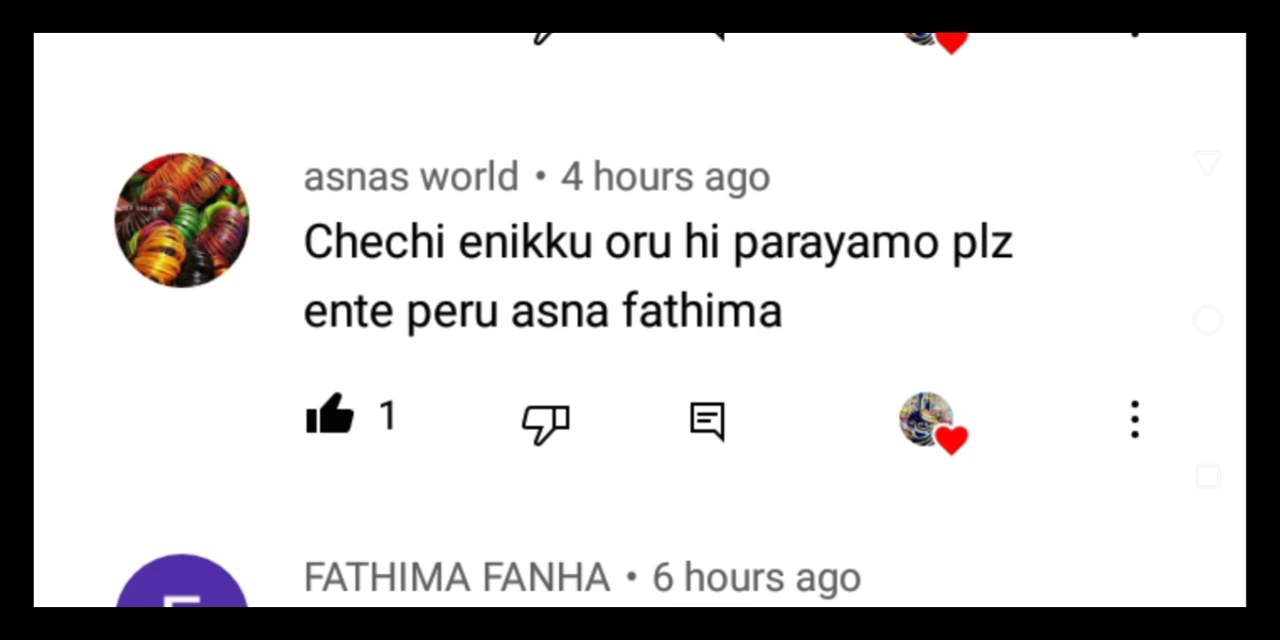 asnas world • 4 hours ago
Chechi enikku oru hi parayamo plz
ente peru asna fathima
1
FATHIMA FANHA • 6 hours ago